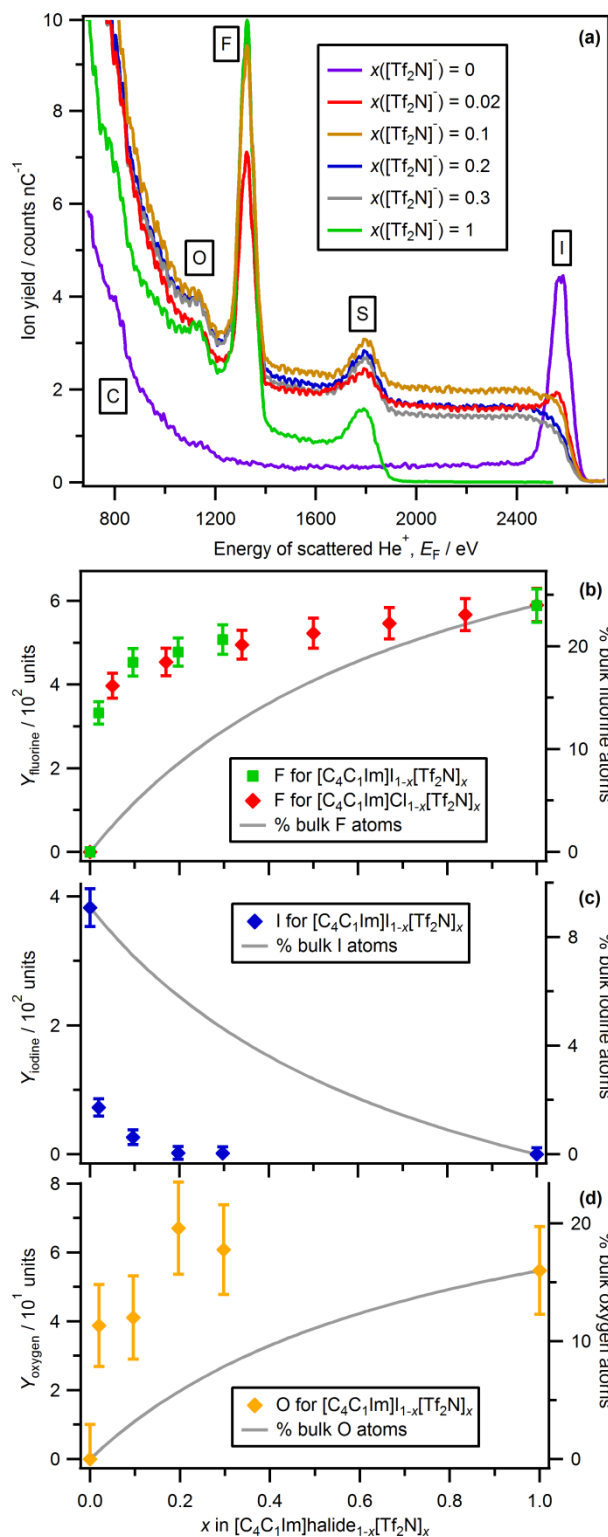 10
8
6
4
2
0
Ion yield / counts nC⁻¹
F
(a)
x([Tf₂N]⁻) = 0
x([Tf₂N]⁻) = 0.02
x([Tf₂N]⁻) = 0.1
x([Tf₂N]⁻) = 0.2
x([Tf₂N]⁻) = 0.3
x([Tf₂N]⁻) = 1
I
O
S
C
800 1200 1600 2000 2400
Energy of scattered He⁺, E_F / eV
(b)
6
4
2
0
Y_fluorine / 10² units
20
10
0
% bulk fluorine atoms
F for [C₄C₁Im]I₁₋ₓ[Tf₂N]ₓ
F for [C₄C₁Im]Cl₁₋ₓ[Tf₂N]ₓ
% bulk F atoms
(c)
4
2
0
Y_iodine / 10² units
8
4
0
% bulk iodine atoms
I for [C₄C₁Im]I₁₋ₓ[Tf₂N]ₓ
% bulk I atoms
(d)
8
6
4
2
0
Y_oxygen / 10¹ units
20
10
0
% bulk oxygen atoms
O for [C₄C₁Im]I₁₋ₓ[Tf₂N]ₓ
% bulk O atoms
0.0 0.2 0.4 0.6 0.8 1.0
x in [C₄C₁Im]halide₁₋ₓ[Tf₂N]ₓ